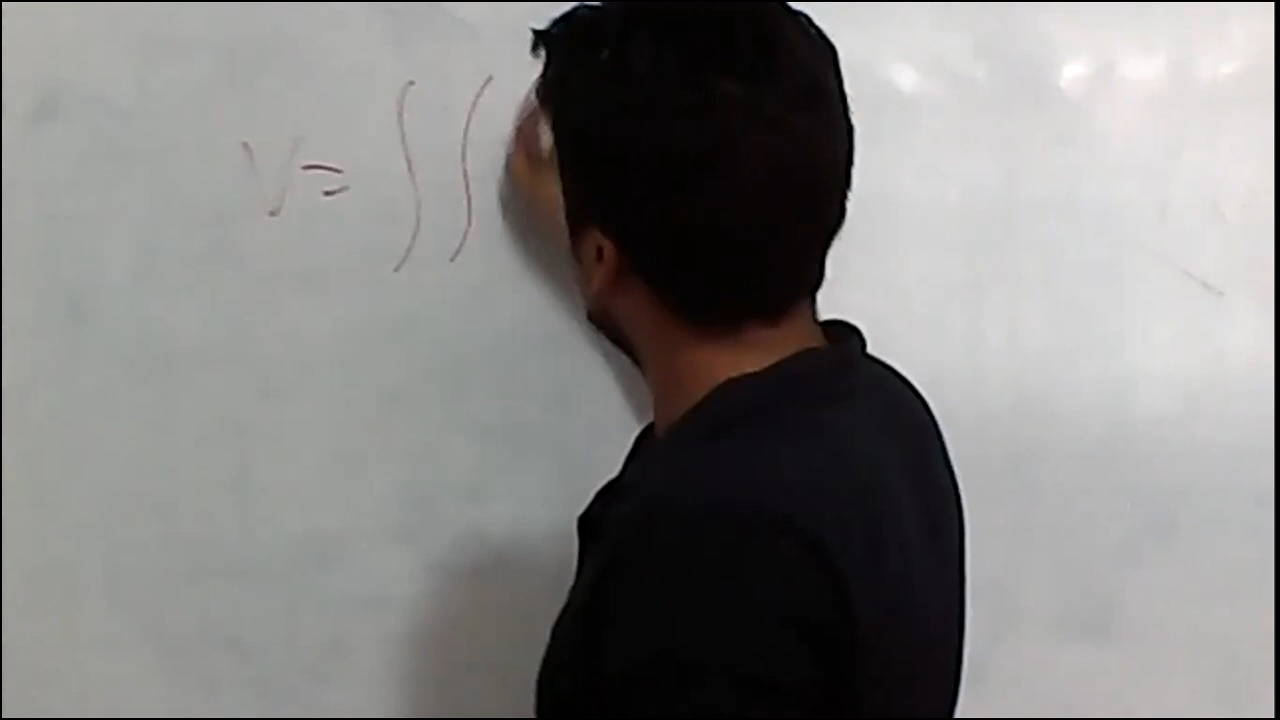 V = ∫∫